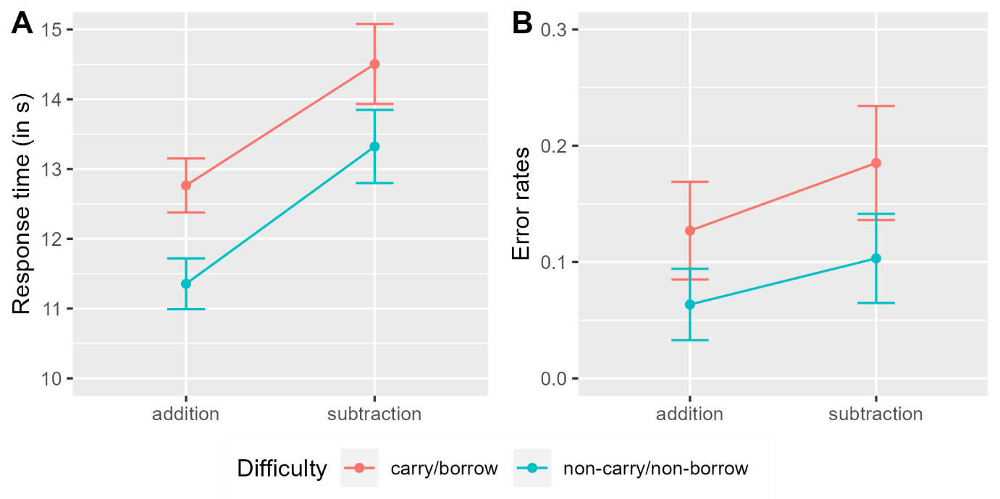 A
Response time (in s)
15
14
13
12
11
10
addition subtraction
B
Error rates
0.3
0.2
0.1
0.0
addition subtraction
Difficulty carry/borrow non-carry/non-borrow